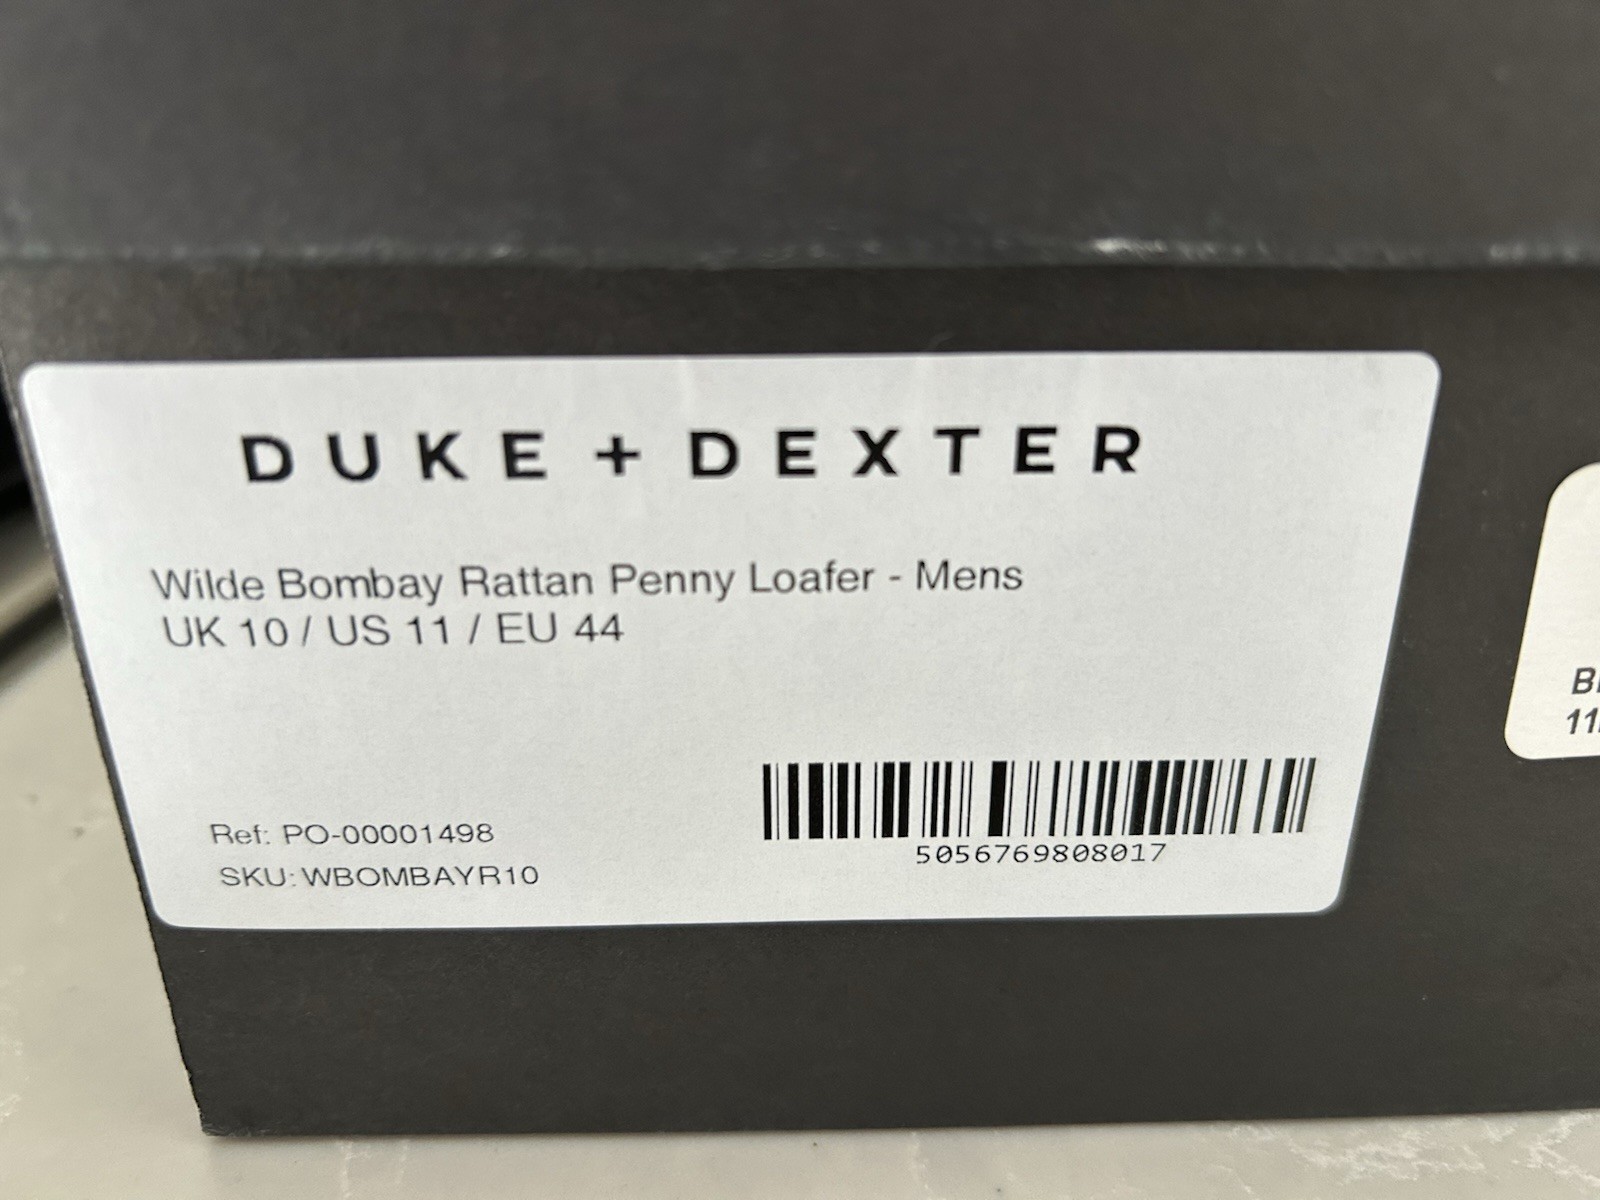 DUKE + DEXTER
Wilde Bombay Rattan Penny Loafer - Mens
UK 10 / US 11 / EU 44
Ref: PO-00001498
SKU: WBOMBAYR10
5056769808017